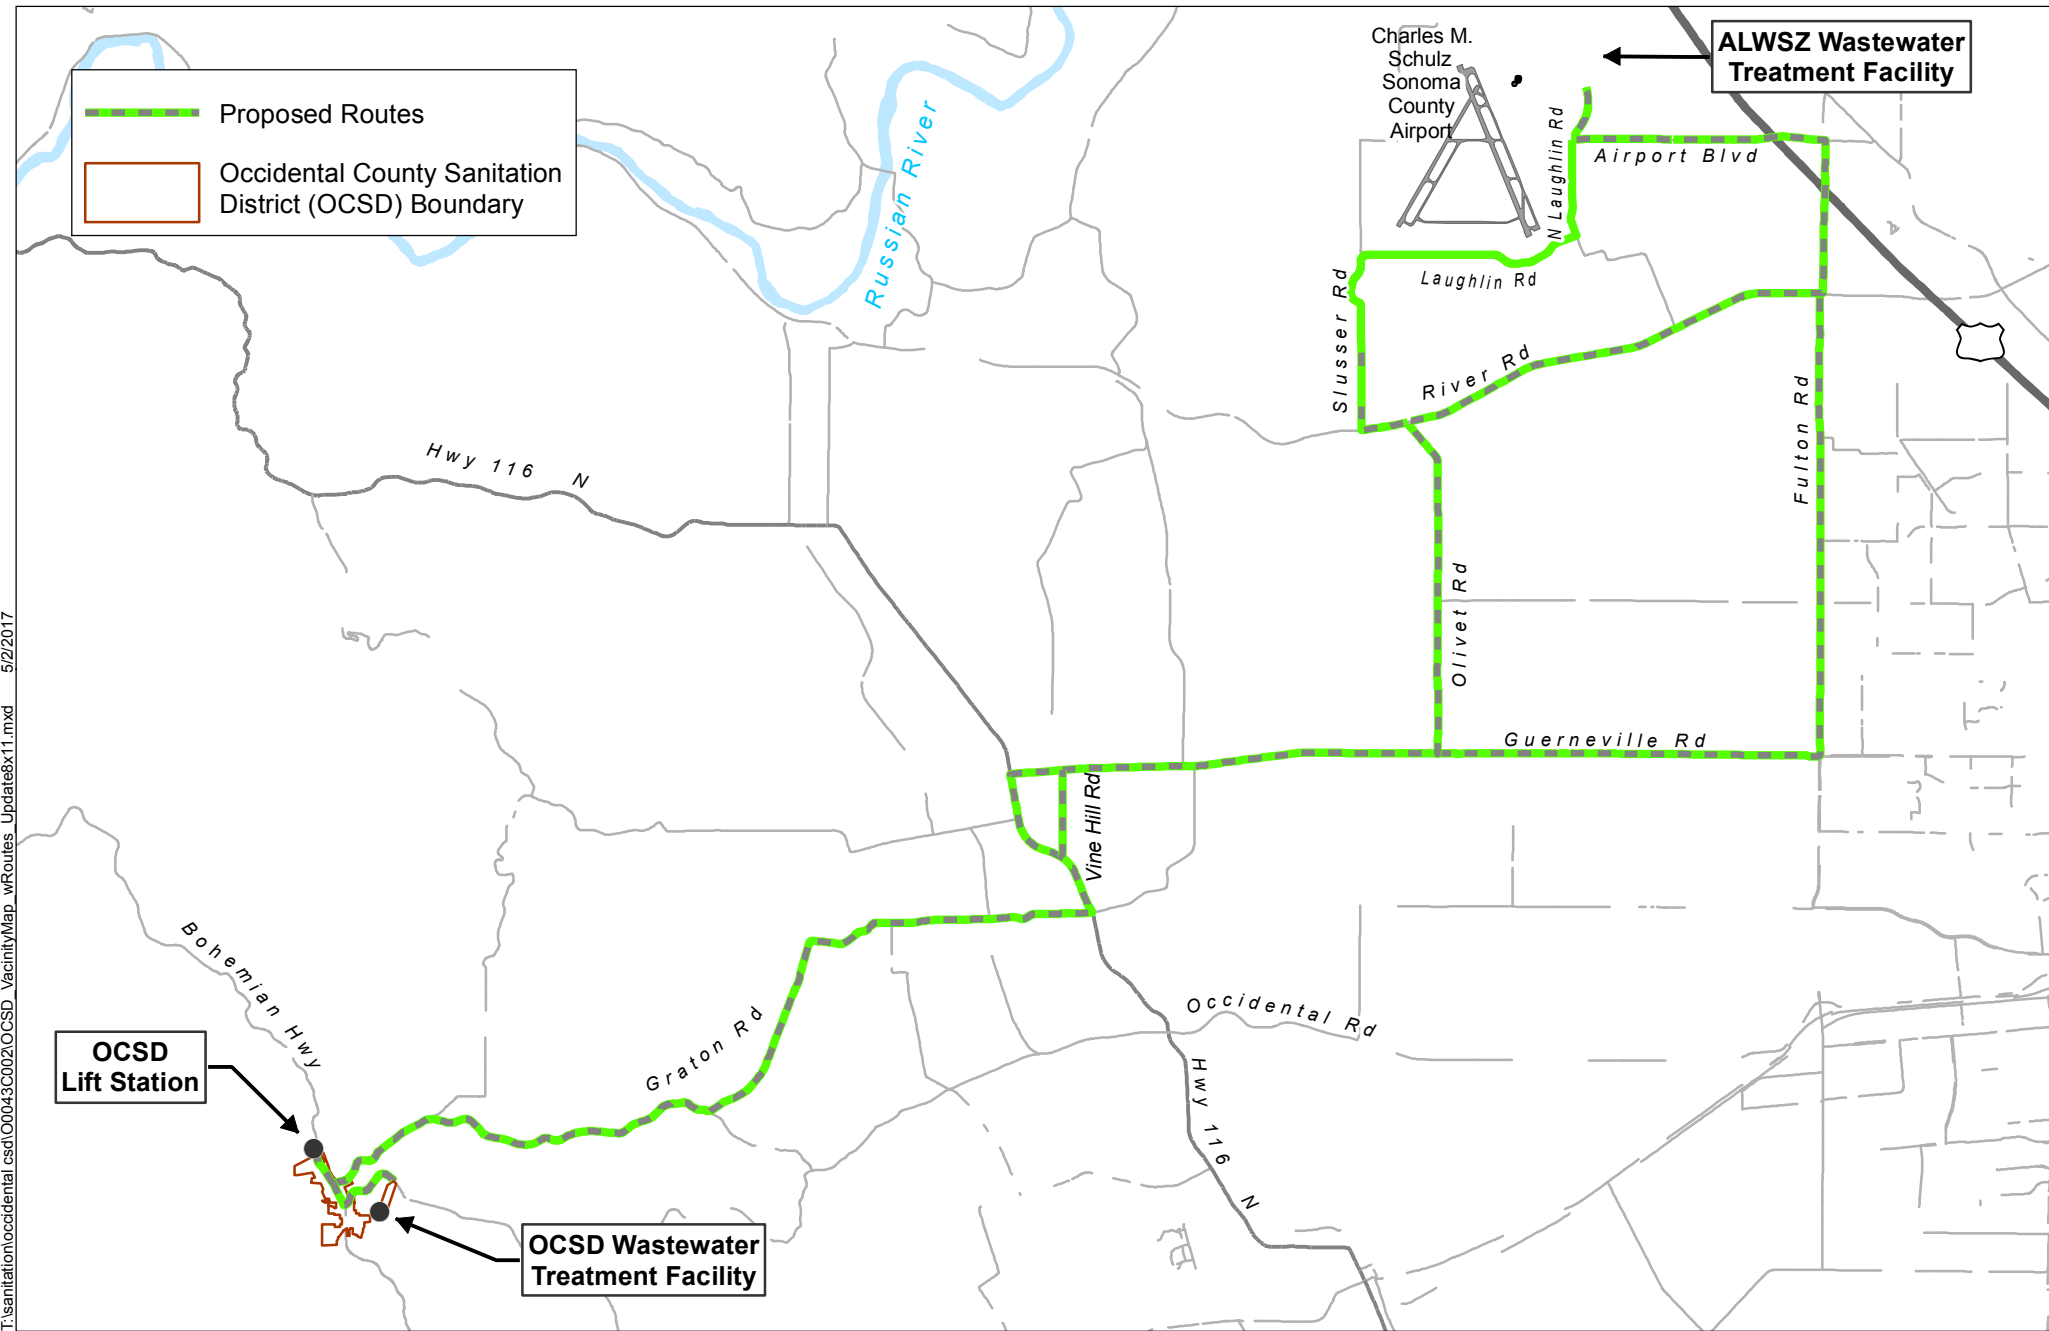 Charles M.
Schulz
Sonoma
County
Airport
ALWSZ Wastewater
Treatment Facility
Proposed Routes
Occidental County Sanitation
District (OCSD) Boundary
Russian River
N Laughlin Rd
Airport Blvd
Laughlin Rd
Slusser Rd
River Rd
Fulton Rd
Hwy 116 N
Olivet Rd
Guerneville Rd
Vine Hill Rd
Bohemian Hwy
Occidental Rd
Graton Rd
OCSD
Lift Station
Hwy 116 N
OCSD Wastewater
Treatment Facility
T:\sanitation\occidental csd\O0043C002\OCSD_VacinityMap_wRoutes_Update8x11.mxd 5/2/2017